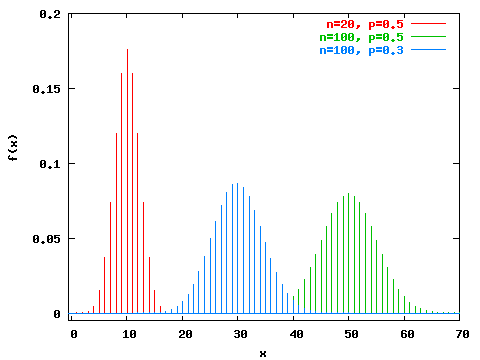 0.2
n=20, p=0.5
n=100, p=0.5
n=100, p=0.3
0.15
f(x)
0.1
0.05
0
0 10 20 30 40 50 60 70
x